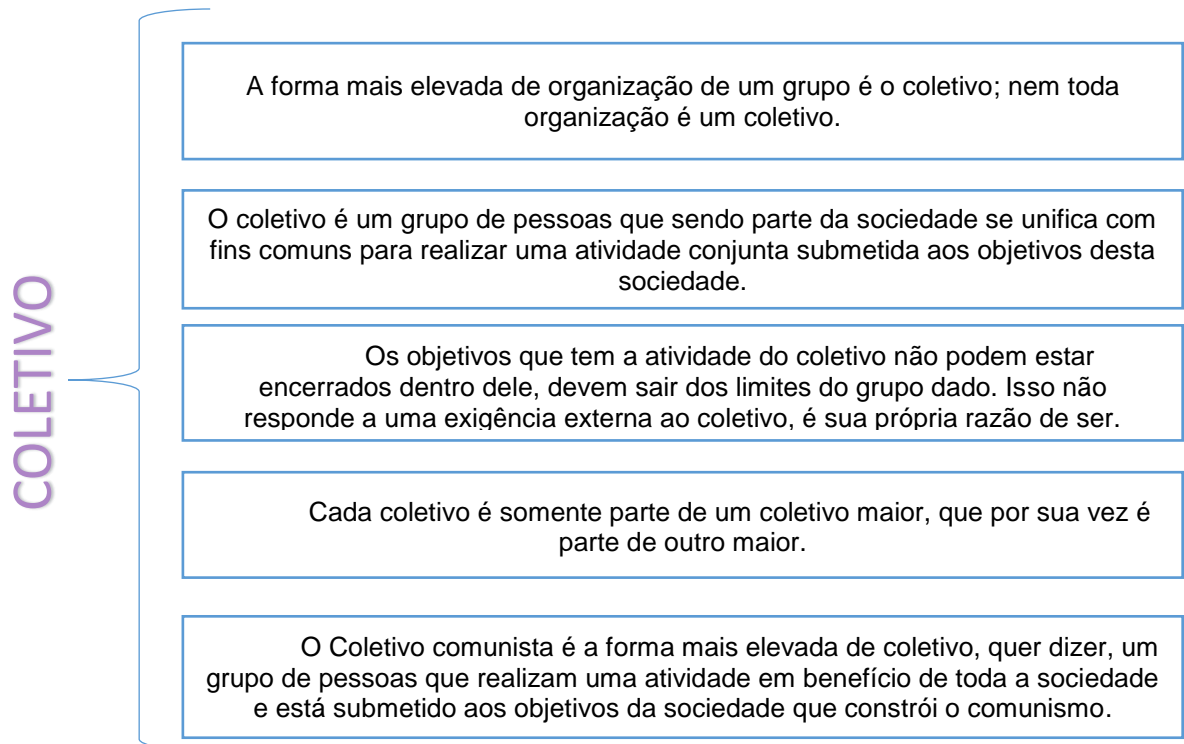 COLETIVO
A forma mais elevada de organização de um grupo é o coletivo; nem toda
organização é um coletivo.
O coletivo é um grupo de pessoas que sendo parte da sociedade se unifica com
fins comuns para realizar uma atividade conjunta submetida aos objetivos desta
sociedade.
Os objetivos que tem a atividade do coletivo não podem estar
encerrados dentro dele, devem sair dos limites do grupo dado. Isso não
responde a uma exigência externa ao coletivo, é sua própria razão de ser.
Cada coletivo é somente parte de um coletivo maior, que por sua vez é
parte de outro maior.
O Coletivo comunista é a forma mais elevada de coletivo, quer dizer, um
grupo de pessoas que realizam uma atividade em benefício de toda a sociedade
e está submetido aos objetivos da sociedade que constrói o comunismo.